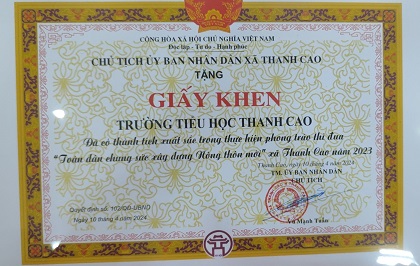 CỘNG HÒA XÃ HỘI CHỦ NGHĨA VIỆT NAM
Độc lập - Tự do - Hạnh phúc
CHỦ TỊCH ỦY BAN NHÂN DÂN XÃ THANH CAO
TẶNG
GIẤY KHEN
TRƯỜNG TIỂU HỌC THANH CAO
Đã có thành tích xuất sắc trong thực hiện phong trào thi đua
"Toàn dân chung sức xây dựng Nông thôn mới" xã Thanh Cao năm 2023
Thanh Cao, ngày 10 tháng 4 năm 2024
TM. ỦY BAN NHÂN DÂN
CHỦ TỊCH
Quyết định số: /QĐ-UBND
Ngày 10 tháng 4 năm 2024
Mạnh Tuân